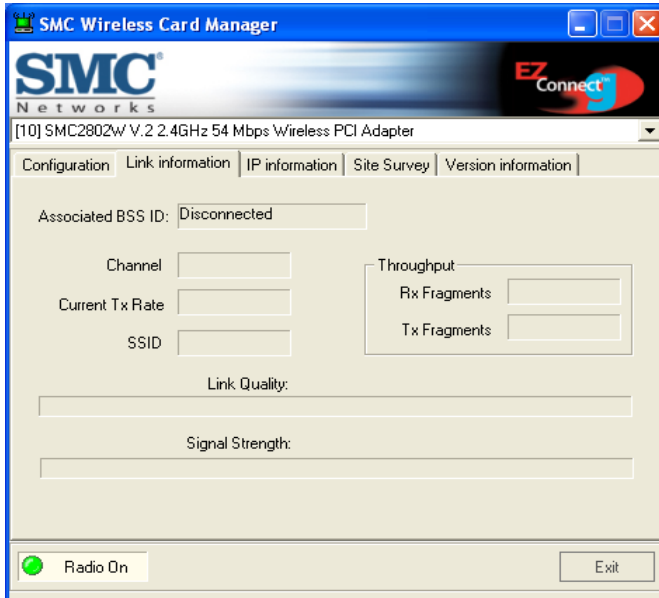 SMC Wireless Card Manager
SMC®
Networks
EZ Connect g
[10] SMC2802W V.2 2.4GHz 54 Mbps Wireless PCI Adapter
Configuration Link information IP information Site Survey Version information
Associated BSS ID: Disconnected
Channel
Throughput
Rx Fragments
Current Tx Rate
Tx Fragments
SSID
Link Quality:
Signal Strength:
Radio On
Exit